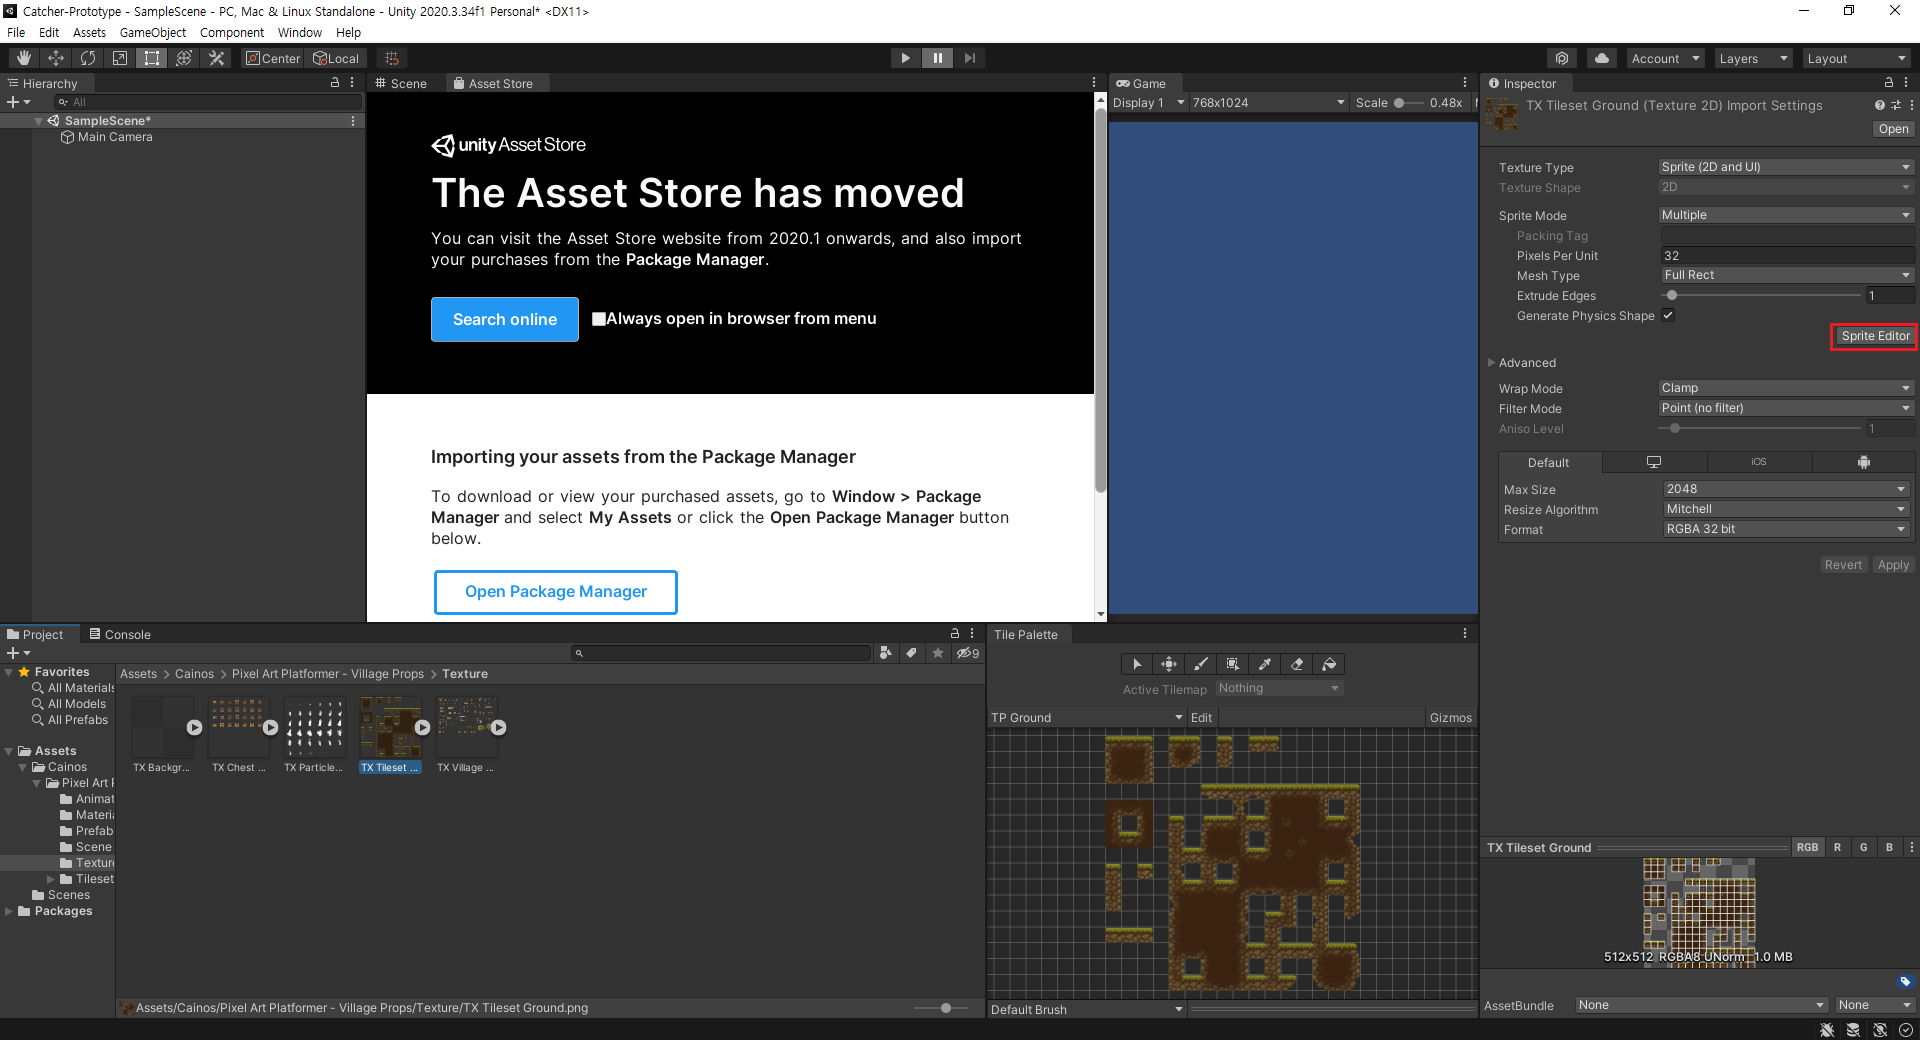 Catcher-Prototype - SampleScene - PC, Mac & Linux Standalone - Unity 2020.3.34f1 Personal* <DX11>
File Edit Assets GameObject Component Window Help
Center Local Account Layers Layout
Hierarchy
All
SampleScene*
Main Camera
Scene Asset Store
unity Asset Store
The Asset Store has moved
You can visit the Asset Store website from 2020.1 onwards, and also import
your purchases from the Package Manager.
Search online Always open in browser from menu
Importing your assets from the Package Manager
To download or view your purchased assets, go to Window > Package
Manager and select My Assets or click the Open Package Manager button
below.
Open Package Manager
Game
Display 1 768x1024 Scale 0.48x
Inspector
TX Tileset Ground (Texture 2D) Import Settings
Open
Texture Type Sprite (2D and UI)
Texture Shape 2D
Sprite Mode Multiple
Packing Tag
Pixels Per Unit 32
Mesh Type Full Rect
Extrude Edges 1
Generate Physics Shape
Sprite Editor
Advanced
Wrap Mode Clamp
Filter Mode Point (no filter)
Aniso Level 1
Default iOS
Max Size 2048
Resize Algorithm Mitchell
Format RGBA 32 bit
Revert Apply
Project Console
9
Favorites
All Materials
All Models
All Prefabs
Assets
Cainos
Pixel Art
Animat
Materia
Prefab
Scene
Texture
Tileset
Scenes
Packages
Assets > Cainos > Pixel Art Platformer - Village Props > Texture
TX Backgr... TX Chest ... TX Particle... TX Tileset ... TX Village ...
Assets/Cainos/Pixel Art Platformer - Village Props/Texture/TX Tileset Ground.png
Tile Palette
Active Tilemap Nothing
TP Ground Edit Gizmos
Default Brush
TX Tileset Ground RGB R G B
512x512 RGBA8 UNorm 1.0 MB
AssetBundle None None